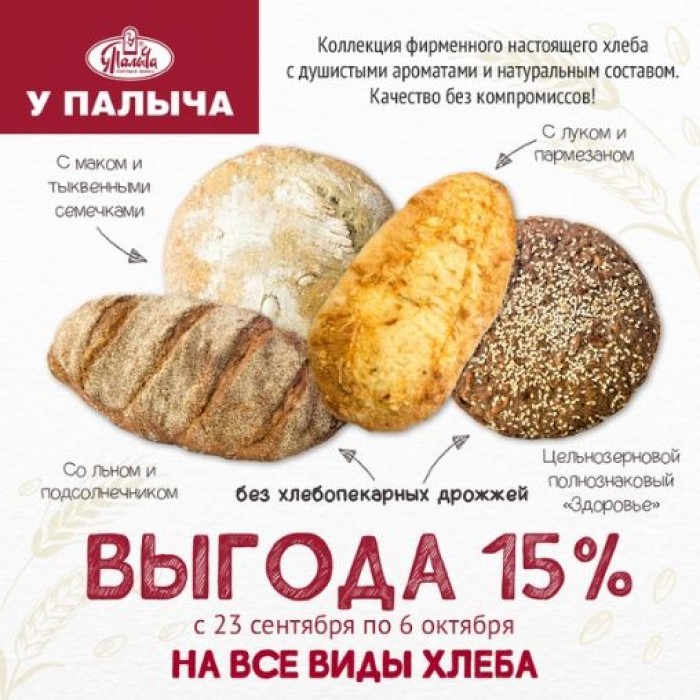 У Палыча
У ПАЛЫЧА
Коллекция фирменного настоящего хлеба
с душистыми ароматами и натуральным составом.
Качество без компромиссов!
С луком и
пармезаном
С маком и
тыквенными
семечками
Со льном и
подсолнечником
без хлебопекарных дрожжей
Цельнозерновой
полнознаковый
«Здоровье»
ВЫГОДА 15%
с 23 сентября по 6 октября
НА ВСЕ ВИДЫ ХЛЕБА